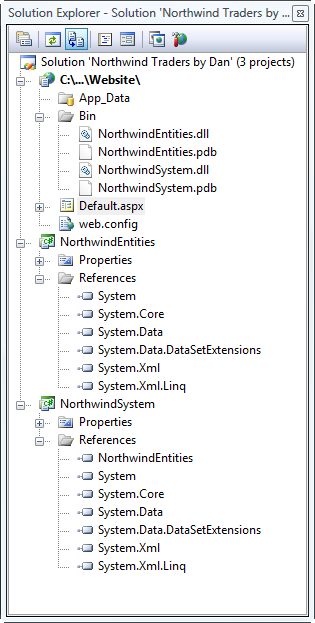 Solution Explorer - Solution 'Northwind Traders by ...
Solution 'Northwind Traders by Dan' (3 projects)
C:\...\Website\
App_Data
Bin
NorthwindEntities.dll
NorthwindEntities.pdb
NorthwindSystem.dll
NorthwindSystem.pdb
Default.aspx
web.config
NorthwindEntities
Properties
References
System
System.Core
System.Data
System.Data.DataSetExtensions
System.Xml
System.Xml.Linq
NorthwindSystem
Properties
References
NorthwindEntities
System
System.Core
System.Data
System.Data.DataSetExtensions
System.Xml
System.Xml.Linq